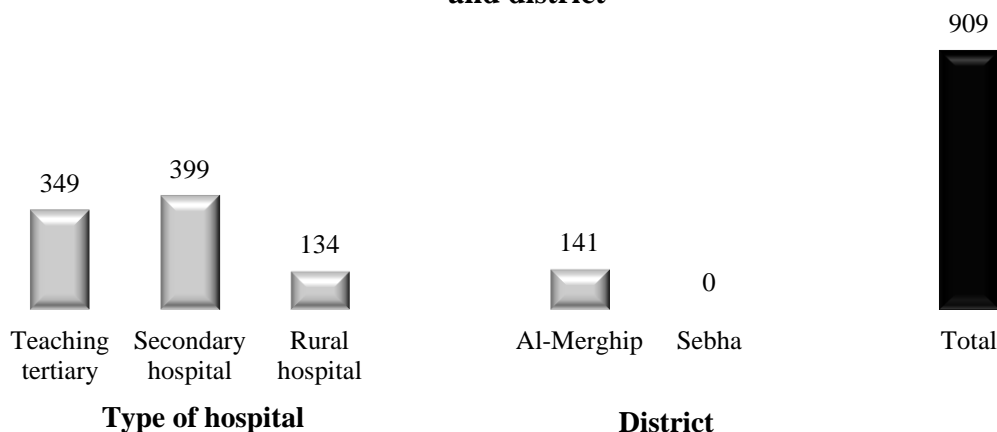 and district
909
349
399
134
141
0
Teaching
tertiary
Secondary
hospital
Rural
hospital
Al-Merghip
Sebha
Total
Type of hospital
District